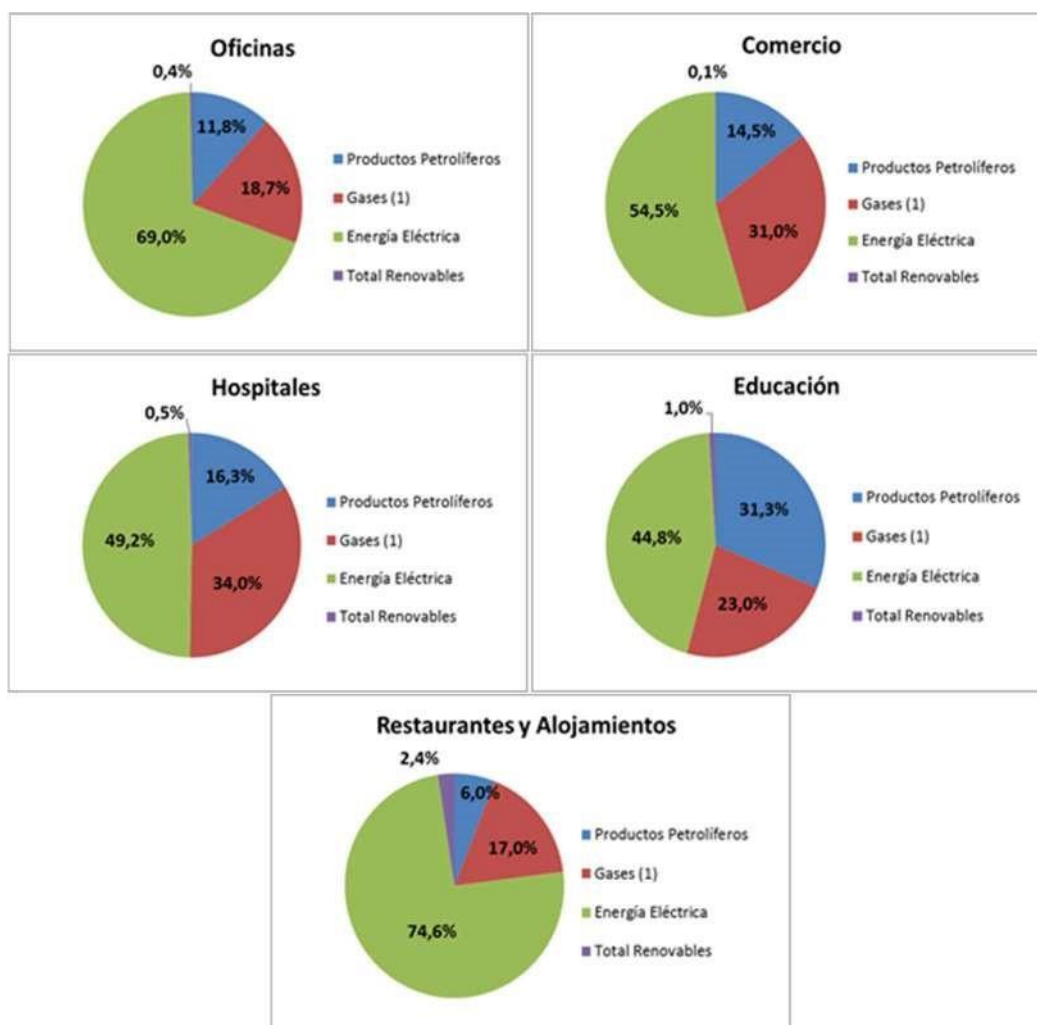 Oficinas
0,4%
11,8%
18,7%
69,0%
Productos Petrolíferos
Gases (1)
Energía Eléctrica
Total Renovables
Comercio
0,1%
14,5%
31,0%
54,5%
Productos Petrolíferos
Gases (1)
Energía Eléctrica
Total Renovables
Hospitales
0,5%
16,3%
34,0%
49,2%
Productos Petrolíferos
Gases (1)
Energía Eléctrica
Total Renovables
Educación
1,0%
31,3%
23,0%
44,8%
Productos Petrolíferos
Gases (1)
Energía Eléctrica
Total Renovables
Restaurantes y Alojamientos
2,4%
6,0%
17,0%
74,6%
Productos Petrolíferos
Gases (1)
Energía Eléctrica
Total Renovables